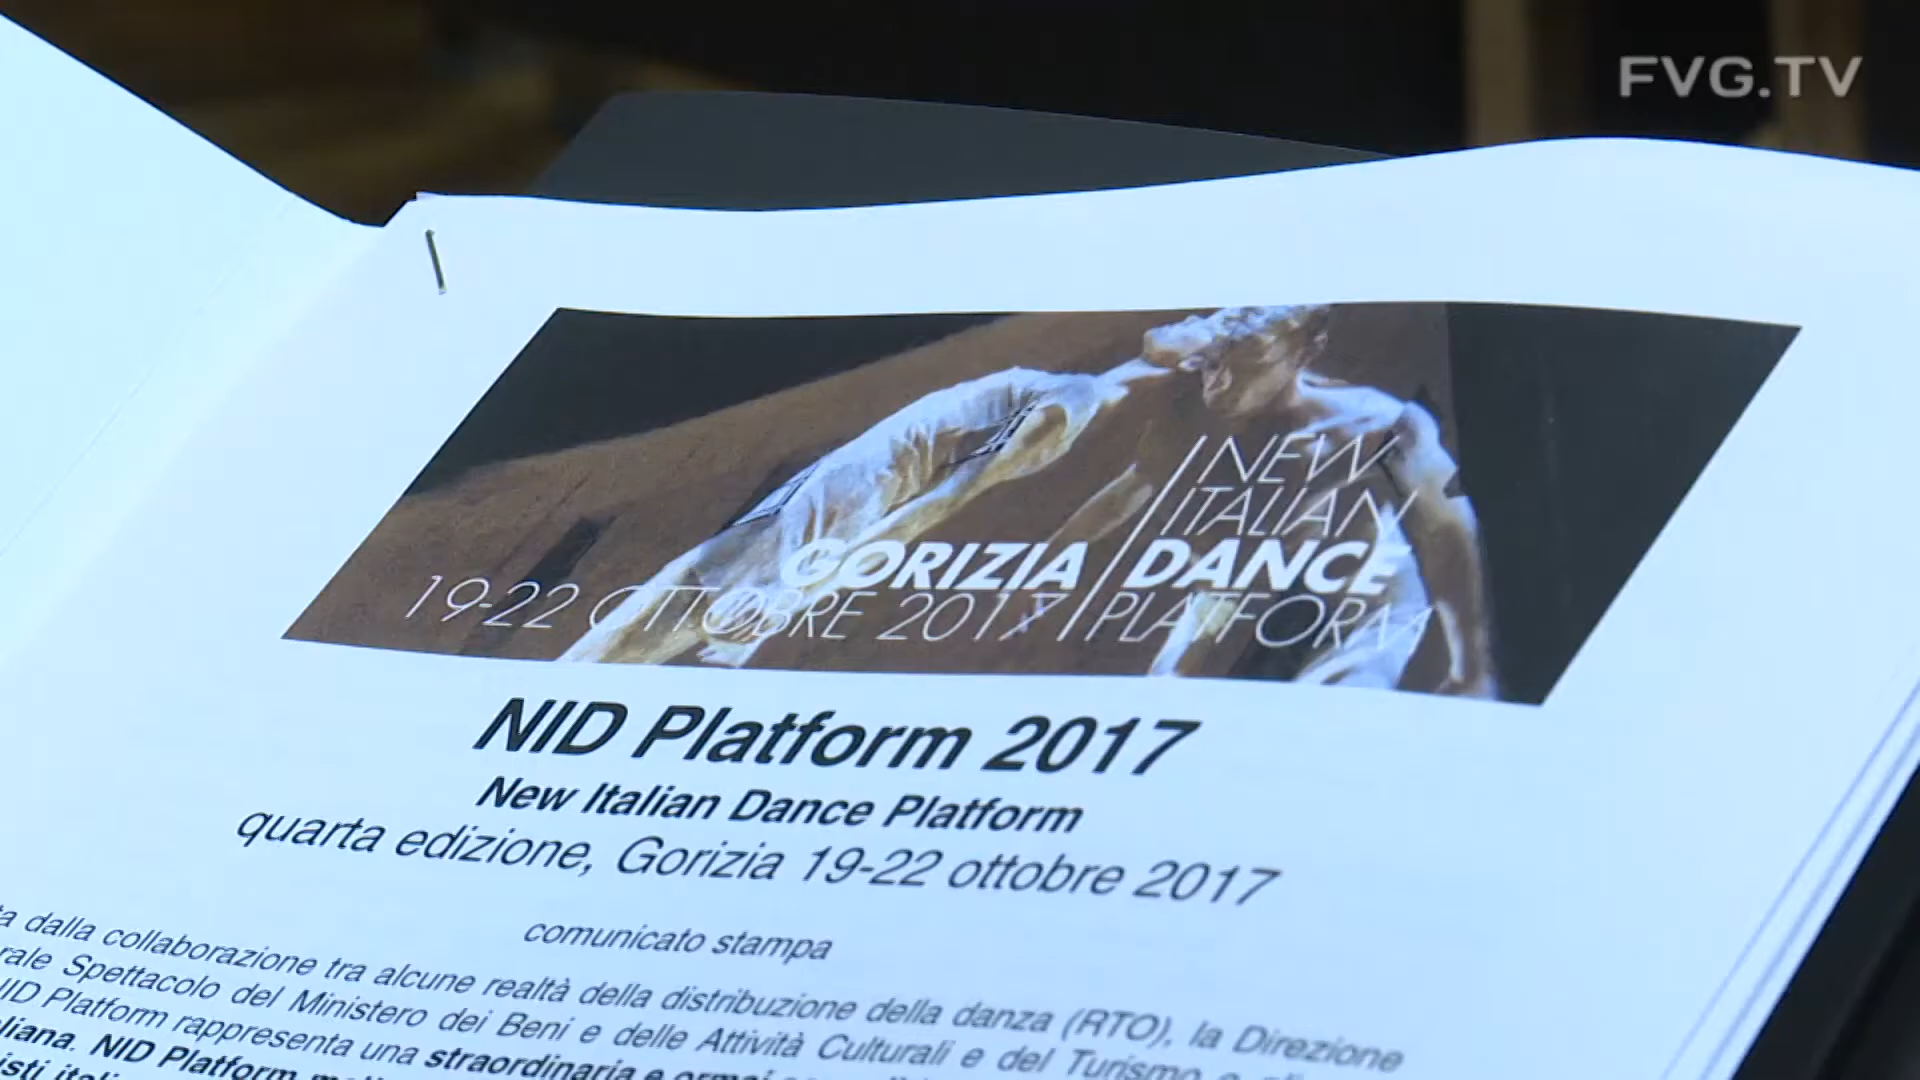 FVG.TV
NEW
ITALIAN
GORIZIA / DANCE
19-22 OTTOBRE 2017 / PLATFORM
NID Platform 2017
New Italian Dance Platform
quarta edizione, Gorizia 19-22 ottobre 2017
comunicato stampa
dalla collaborazione tra alcune realtà della distribuzione della danza (RTO), la Direzione
Spettacolo del Ministero dei Beni e delle Attività Culturali e del Turismo
Platform rappresenta una straordinaria e ormai
NID Platform